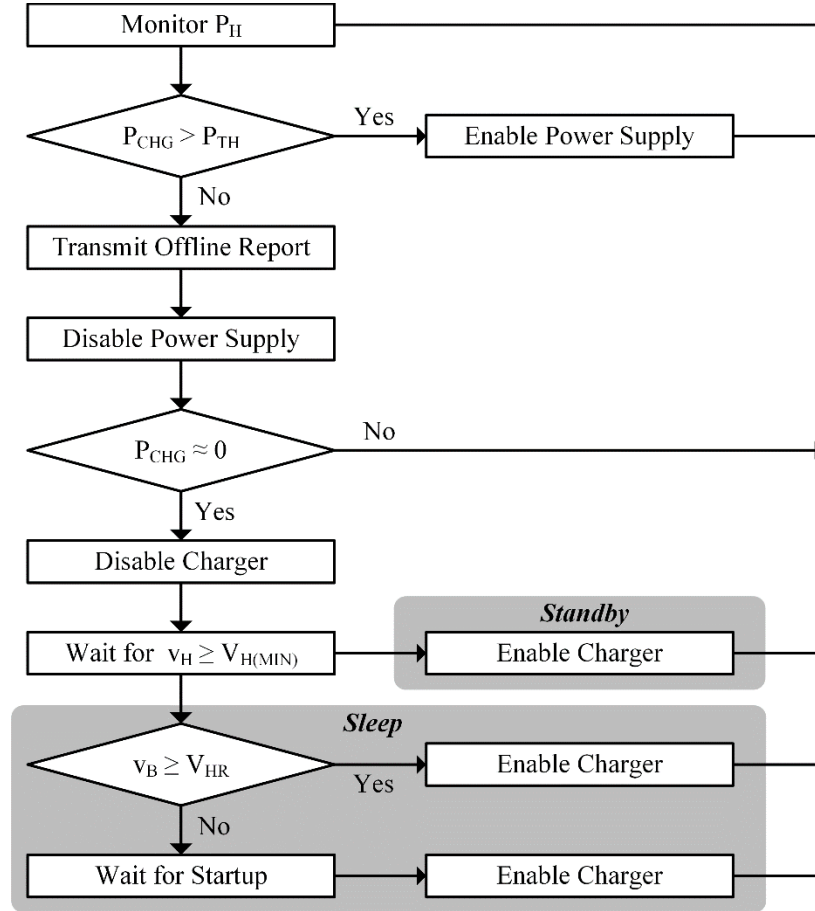 Monitor P_H
P_CHG > P_TH
Yes
Enable Power Supply
No
Transmit Offline Report
Disable Power Supply
P_CHG ≈ 0
No
Yes
Disable Charger
Standby
Wait for v_H ≥ V_H(MIN)
Enable Charger
Sleep
v_B ≥ V_HR
Yes
Enable Charger
No
Wait for Startup
Enable Charger